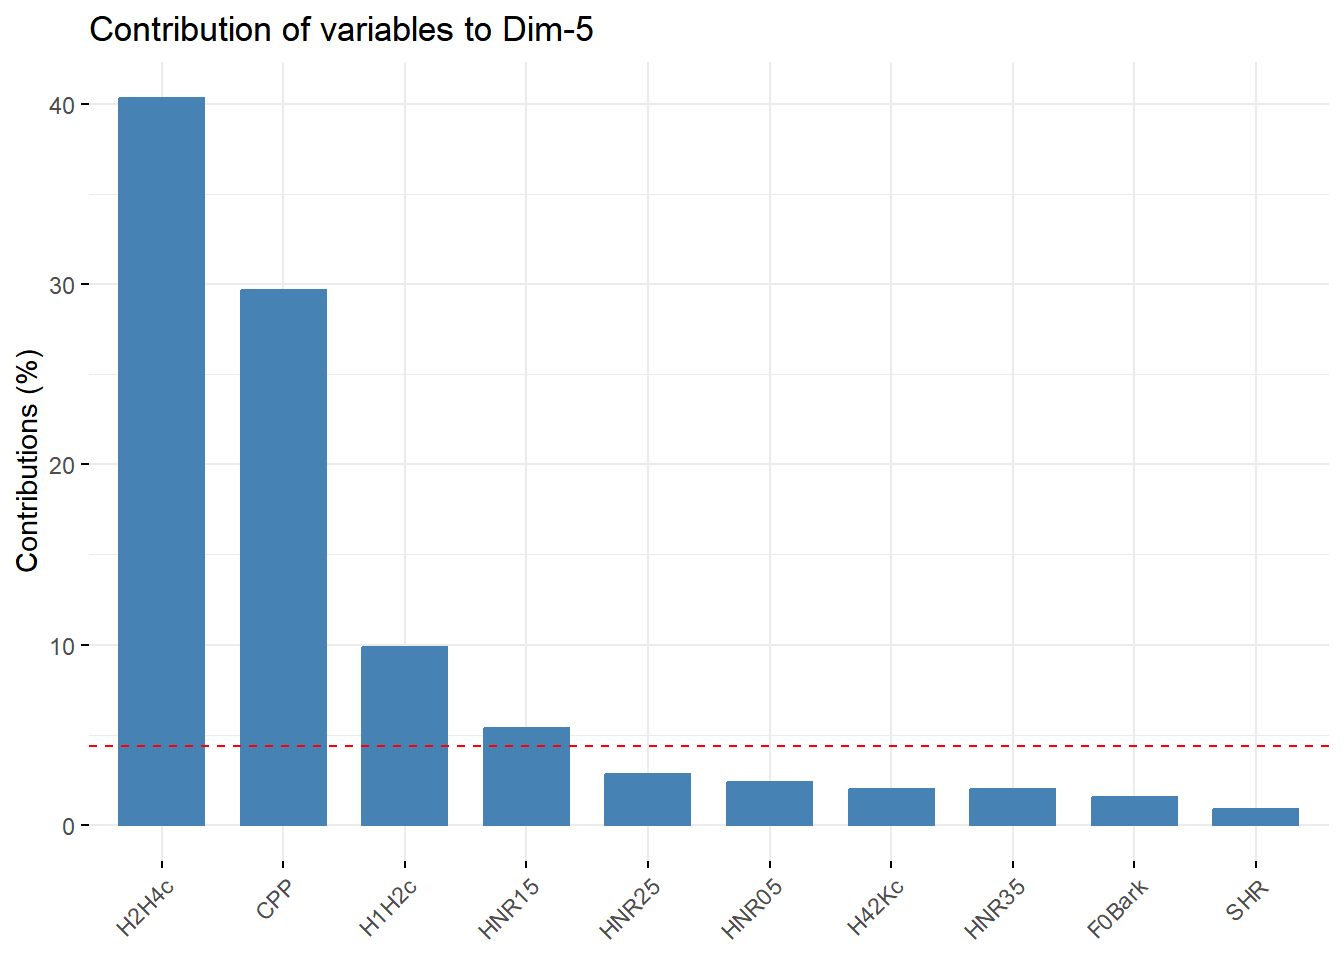 Contribution of variables to Dim-5
Contributions (%)
40
30
20
10
0
H2H4c
CPP
H1H2c
HNR15
HNR25
HNR05
H42Kc
HNR35
F0Bark
SHR